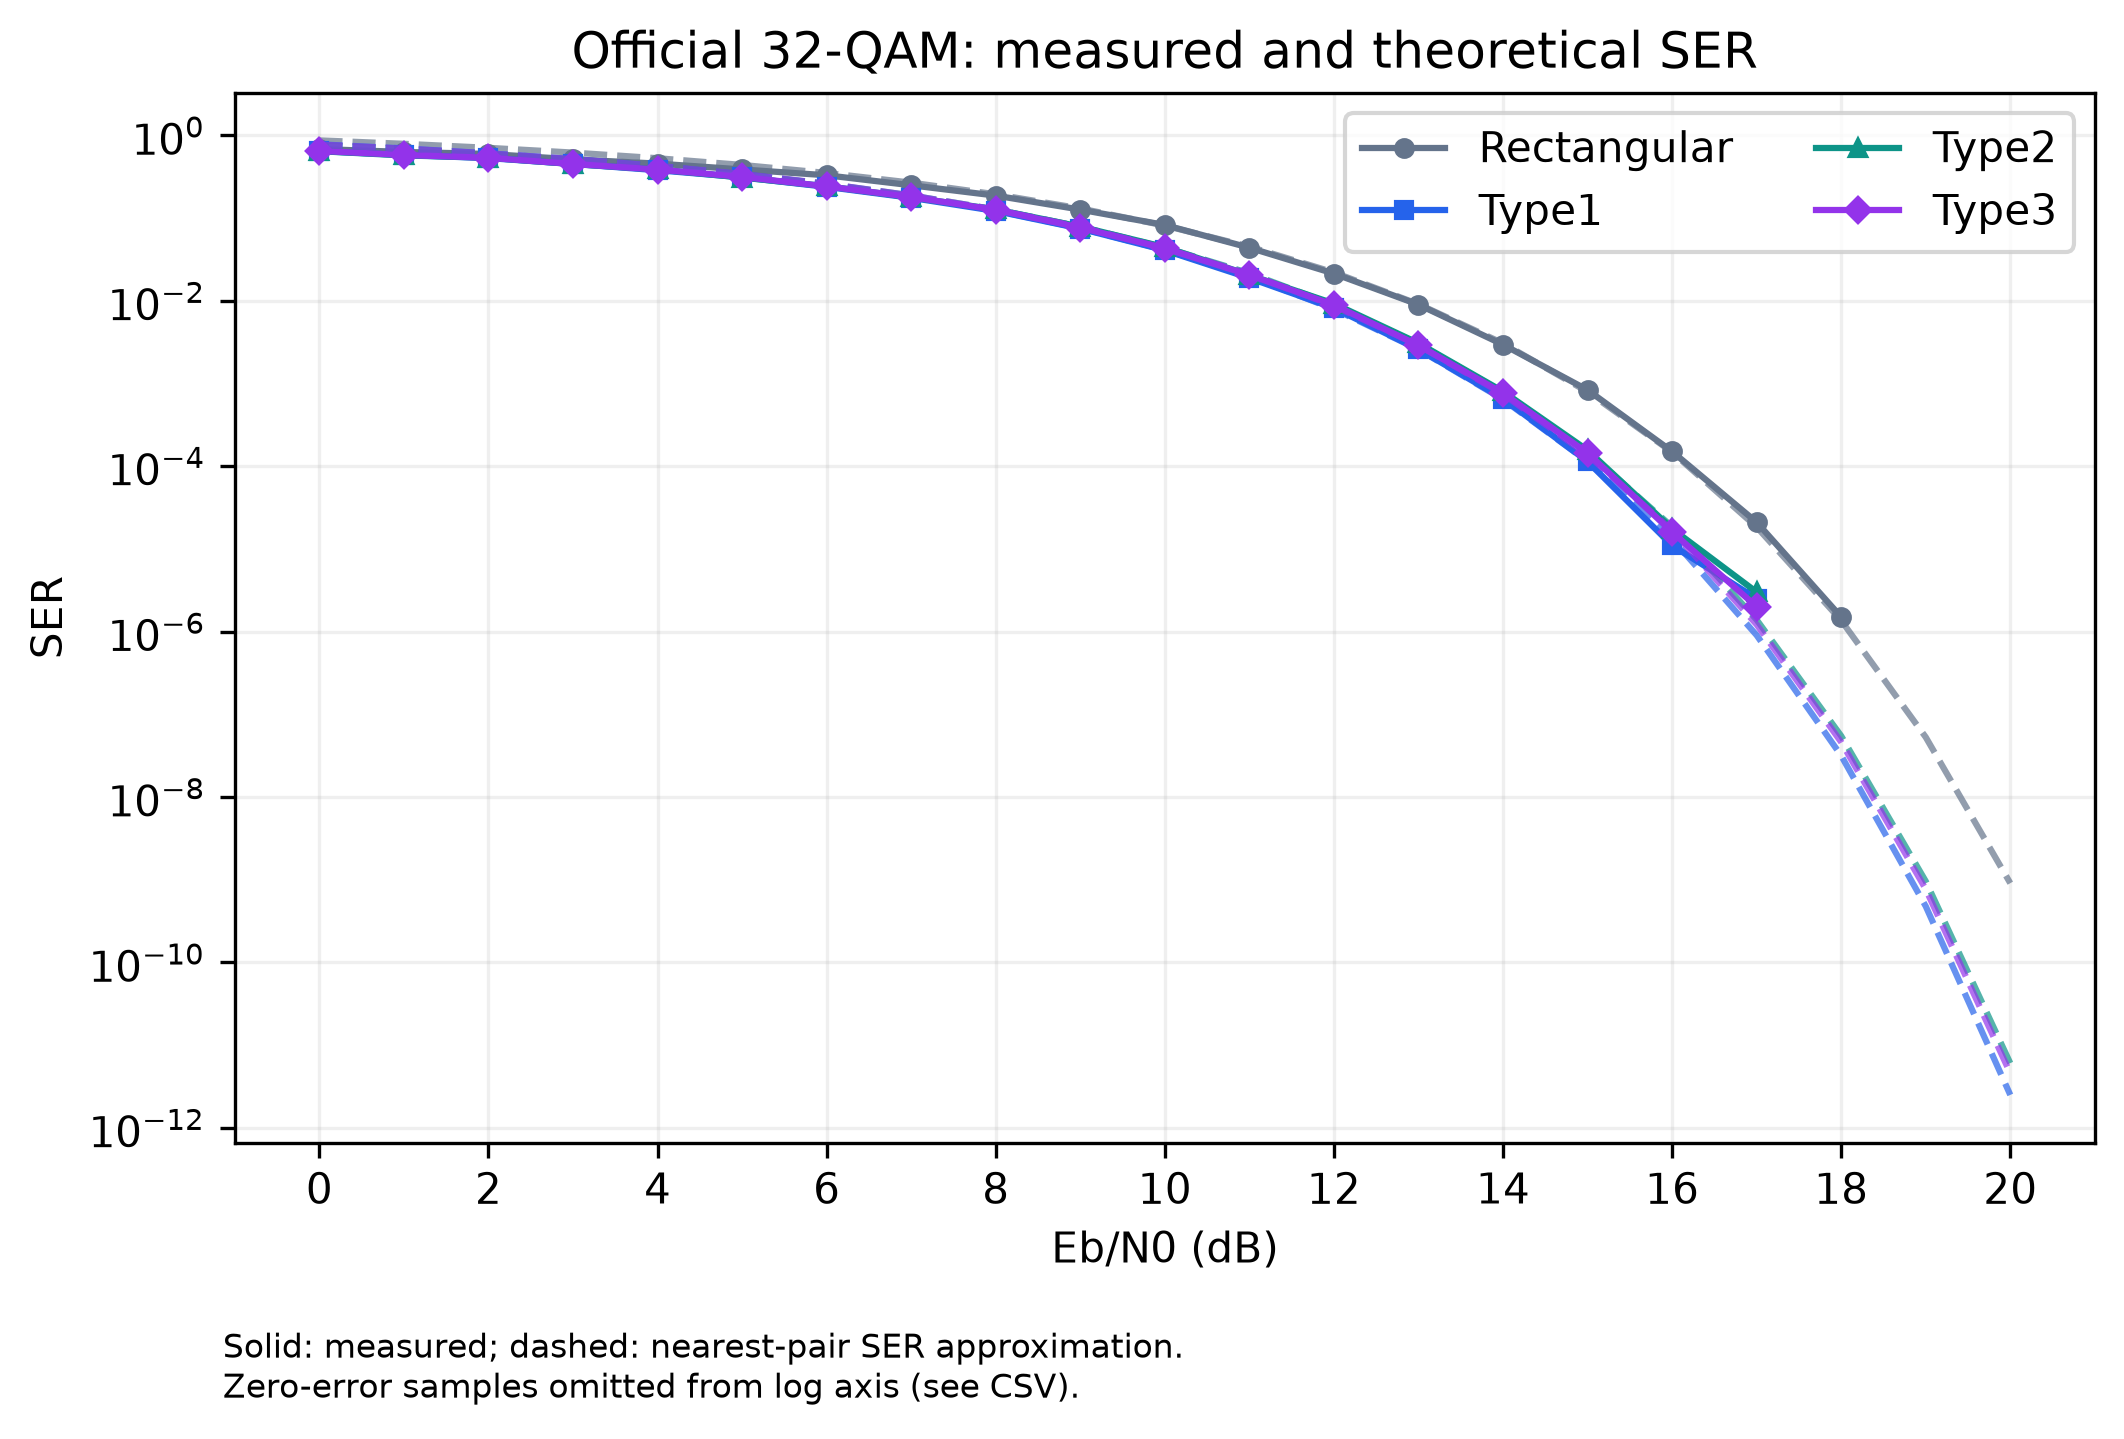 Official 32-QAM: measured and theoretical SER
Rectangular
Type1
Type2
Type3
SER
10⁰
10⁻²
10⁻⁴
10⁻⁶
10⁻⁸
10⁻¹⁰
10⁻¹²
0 2 4 6 8 10 12 14 16 18 20
Eb/N0 (dB)
Solid: measured; dashed: nearest-pair SER approximation.
Zero-error samples omitted from log axis (see CSV).